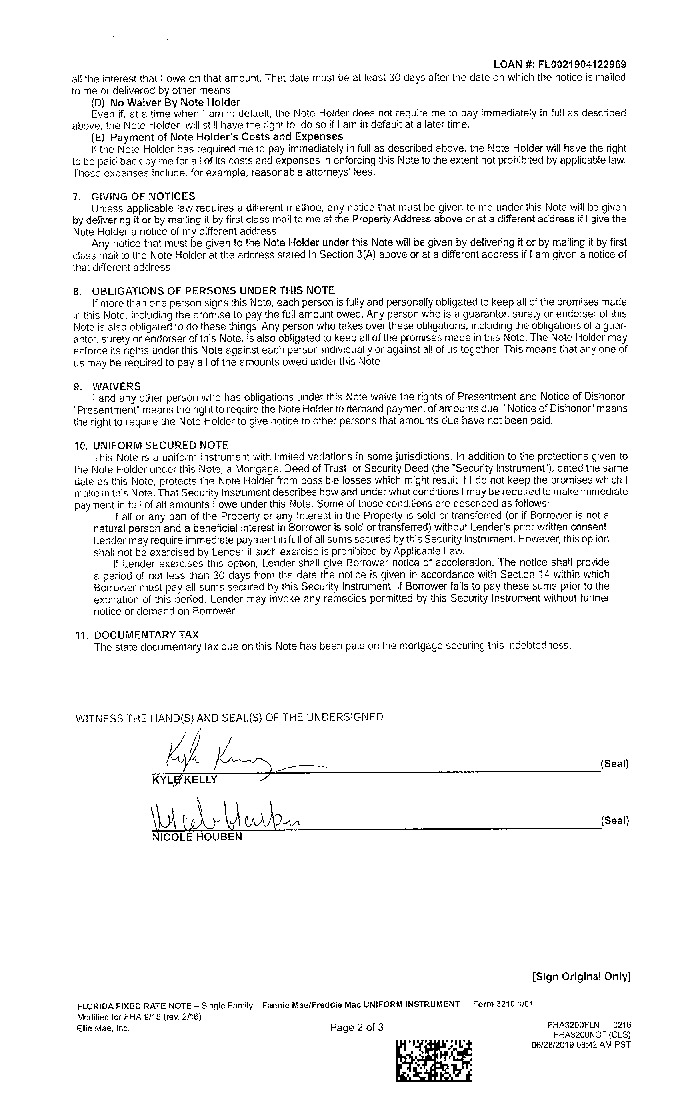 LOAN #: FL0021904122969
all the interest that I owe on that amount. That date must be at least 30 days after the date on which the notice is mailed
to me or delivered by other means.
(D) No Waiver By Note Holder
Even if, at a time when I am in default, the Note Holder does not require me to pay immediately in full as described
above, the Note Holder will still have the right to do so if I am in default at a later time.
(E) Payment of Note Holder's Costs and Expenses
If the Note Holder has required me to pay immediately in full as described above, the Note Holder will have the right
to be paid back by me for all of its costs and expenses in enforcing this Note to the extent not prohibited by applicable law.
Those expenses include, for example, reasonable attorneys' fees.
7. GIVING OF NOTICES
Unless applicable law requires a different method, any notice that must be given to me under this Note will be given
by delivering it or by mailing it by first class mail to me at the Property Address above or at a different address if I give the
Note Holder a notice of my different address.
Any notice that must be given to the Note Holder under this Note will be given by delivering it or by mailing it by first
class mail to the Note Holder at the address stated in Section 3(A) above or at a different address if I am given a notice of
that different address.
8. OBLIGATIONS OF PERSONS UNDER THIS NOTE
If more than one person signs this Note, each person is fully and personally obligated to keep all of the promises made
in this Note, including the promise to pay the full amount owed. Any person who is a guarantor, surety or endorser of this
Note is also obligated to do these things. Any person who takes over these obligations, including the obligations of a guar-
antor, surety or endorser of this Note, is also obligated to keep all of the promises made in this Note. The Note Holder may
enforce its rights under this Note against each person individually or against all of us together. This means that any one of
us may be required to pay all of the amounts owed under this Note.
9. WAIVERS
I and any other person who has obligations under this Note waive the rights of Presentment and Notice of Dishonor.
"Presentment" means the right to require the Note Holder to demand payment of amounts due. "Notice of Dishonor" means
the right to require the Note Holder to give notice to other persons that amounts due have not been paid.
10. UNIFORM SECURED NOTE
This Note is a uniform instrument with limited variations in some jurisdictions. In addition to the protections given to
the Note Holder under this Note, a Mortgage, Deed of Trust, or Security Deed (the "Security Instrument"), dated the same
date as this Note, protects the Note Holder from possible losses which might result if I do not keep the promises which I
make in this Note. That Security Instrument describes how and under what conditions I may be required to make immediate
payment in full of all amounts I owe under this Note. Some of those conditions are described as follows:
If all or any part of the Property or any Interest in the Property is sold or transferred (or if Borrower is not a
natural person and a beneficial interest in Borrower is sold or transferred) without Lender's prior written consent,
Lender may require immediate payment in full of all sums secured by this Security Instrument. However, this option
shall not be exercised by Lender if such exercise is prohibited by Applicable Law.
If Lender exercises this option, Lender shall give Borrower notice of acceleration. The notice shall provide
a period of not less than 30 days from the date the notice is given in accordance with Section 14 within which
Borrower must pay all sums secured by this Security Instrument. If Borrower fails to pay these sums prior to the
expiration of this period, Lender may invoke any remedies permitted by this Security Instrument without further
notice or demand on Borrower.
11. DOCUMENTARY TAX
The state documentary tax due on this Note has been paid on the mortgage securing this indebtedness.
WITNESS THE HAND(S) AND SEAL(S) OF THE UNDERSIGNED
(Seal)
KYLE KELLY
(Seal)
NICOLE HOUBEN
[Sign Original Only]
FLORIDA FIXED RATE NOTE – Single Family – Fannie Mae/Freddie Mac UNIFORM INSTRUMENT Form 3210 1/01
Modified for FHA 9/15 (rev. 2/16)
Ellie Mae, Inc.
Page 2 of 3
FHA3200FLN 0216
FHA3200NOT (CLS)
06/28/2019 08:42 AM PST